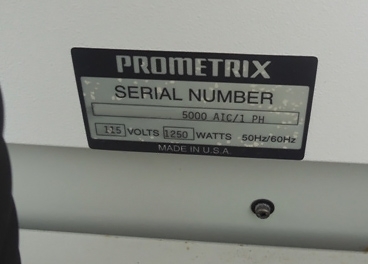 PROMETRIX
SERIAL NUMBER
5000 AIC/1 PH
115 VOLTS 1250 WATTS 50Hz/60Hz
MADE IN U.S.A.